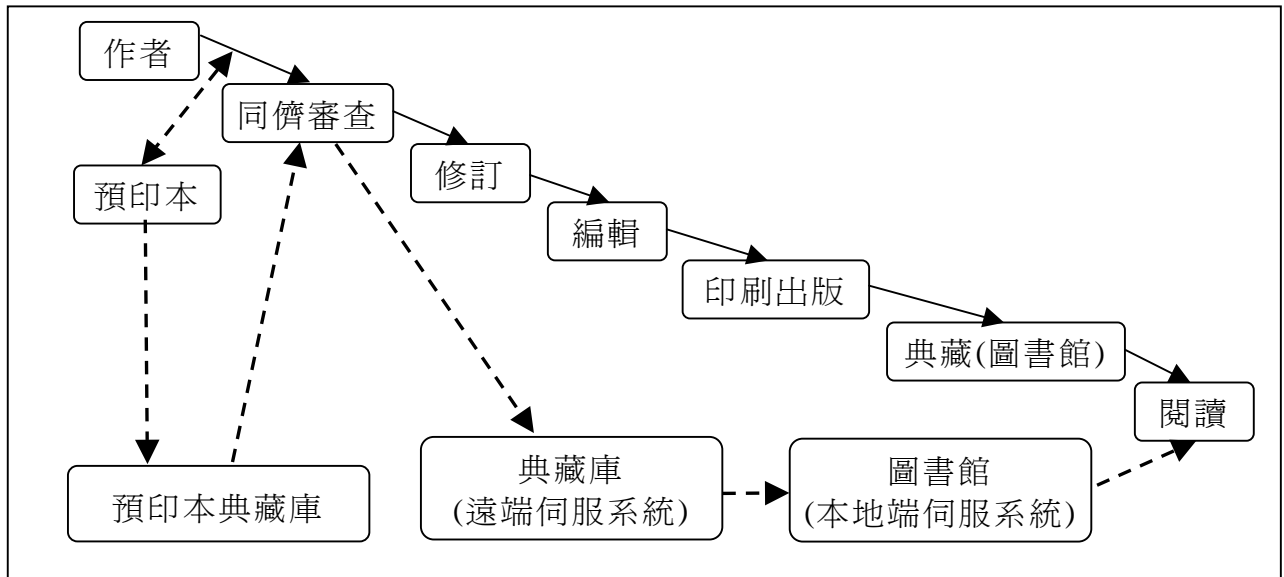 作者
同儕審查
預印本
修訂
編輯
印刷出版
典藏(圖書館)
閱讀
預印本典藏庫
典藏庫
(遠端伺服系統)
圖書館
(本地端伺服系統)